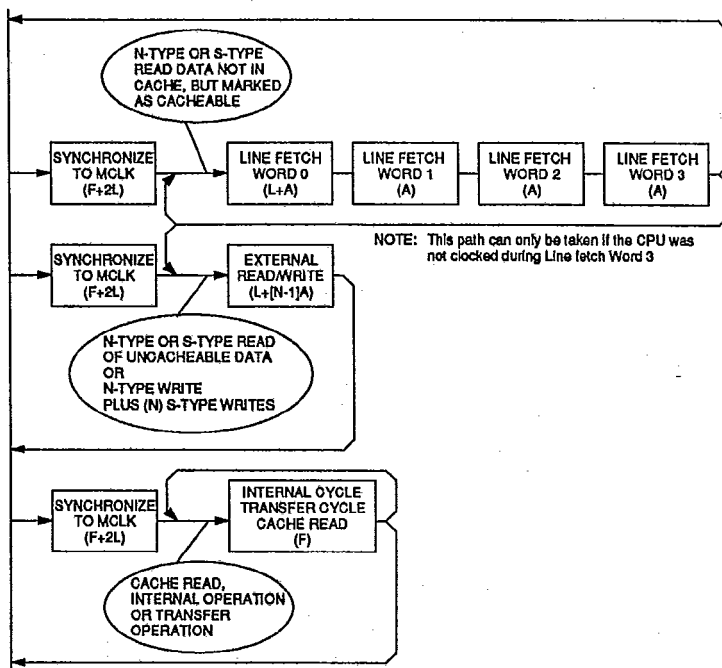 N-TYPE OR S-TYPE
READ DATA NOT IN
CACHE, BUT MARKED
AS CACHEABLE
SYNCHRONIZE
TO MCLK
(F+2L)
LINE FETCH
WORD 0
(L+A)
LINE FETCH
WORD 1
(A)
LINE FETCH
WORD 2
(A)
LINE FETCH
WORD 3
(A)
NOTE: This path can only be taken if the CPU was
not clocked during Line fetch Word 3
SYNCHRONIZE
TO MCLK
(F+2L)
EXTERNAL
READ/WRITE
(L+[N-1]A)
N-TYPE OR S-TYPE READ
OF UNCACHEABLE DATA
OR
N-TYPE WRITE
PLUS (N) S-TYPE WRITES
SYNCHRONIZE
TO MCLK
(F+2L)
INTERNAL CYCLE
TRANSFER CYCLE
CACHE READ
(F)
CACHE READ,
INTERNAL OPERATION
OR TRANSFER
OPERATION